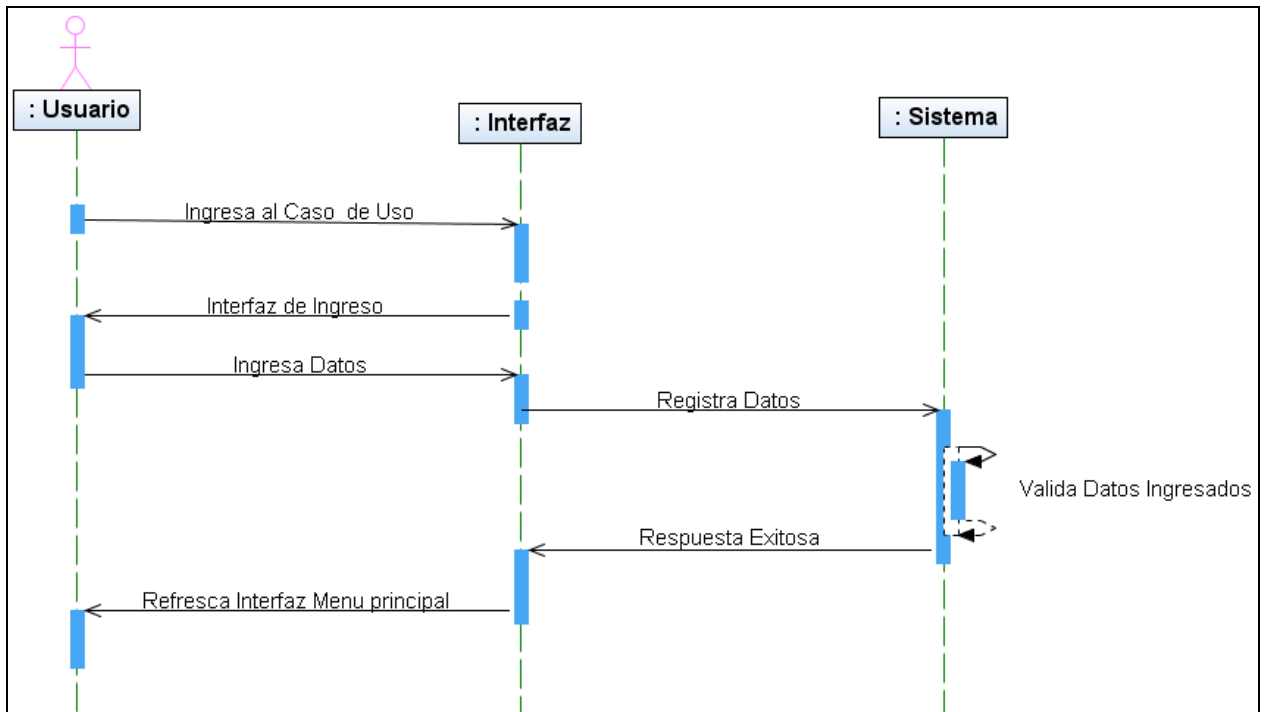 : Usuario
: Interfaz
: Sistema
Ingresa al Caso de Uso
Interfaz de Ingreso
Ingresa Datos
Registra Datos
Valida Datos Ingresados
Respuesta Exitosa
Refresca Interfaz Menu principal